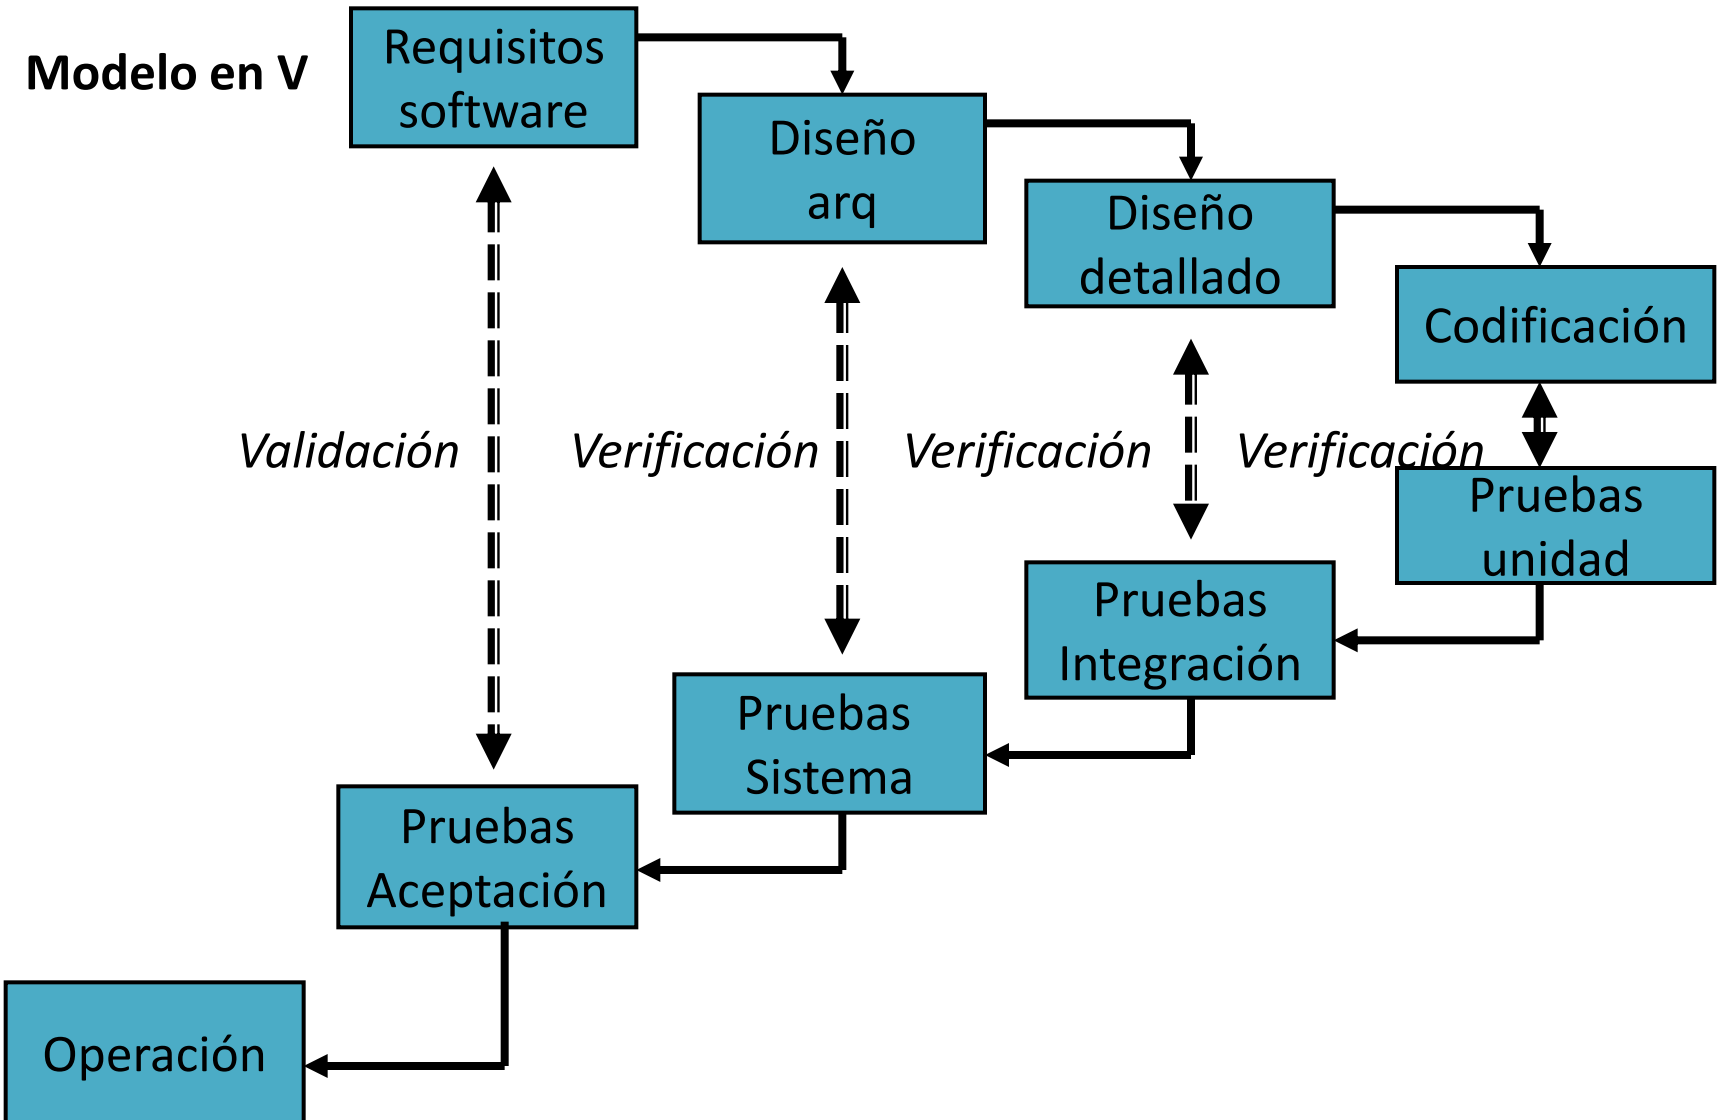 Modelo en V
Requisitos
software
Diseño
arq
Diseño
detallado
Codificación
Validación
Verificación
Verificación
Verificación
Pruebas
unidad
Pruebas
Integración
Pruebas
Sistema
Pruebas
Aceptación
Operación